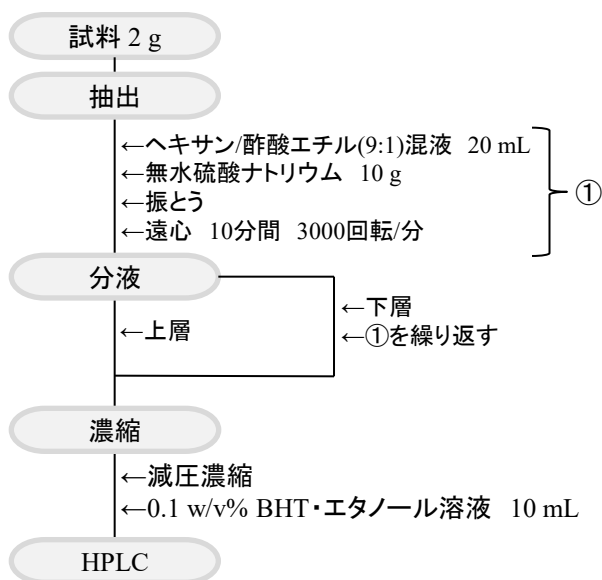 試料 2 g
抽出
←ヘキサン/酢酸エチル(9:1)混液 20 mL
←無水硫酸ナトリウム 10 g
←振とう
←遠心 10分間 3000回転/分
①
分液
←上層
←下層
←①を繰り返す
濃縮
←減圧濃縮
←0.1 w/v% BHT・エタノール溶液 10 mL
HPLC